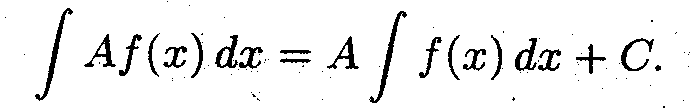 ∫ Af(x) dx = A ∫ f(x) dx + C.